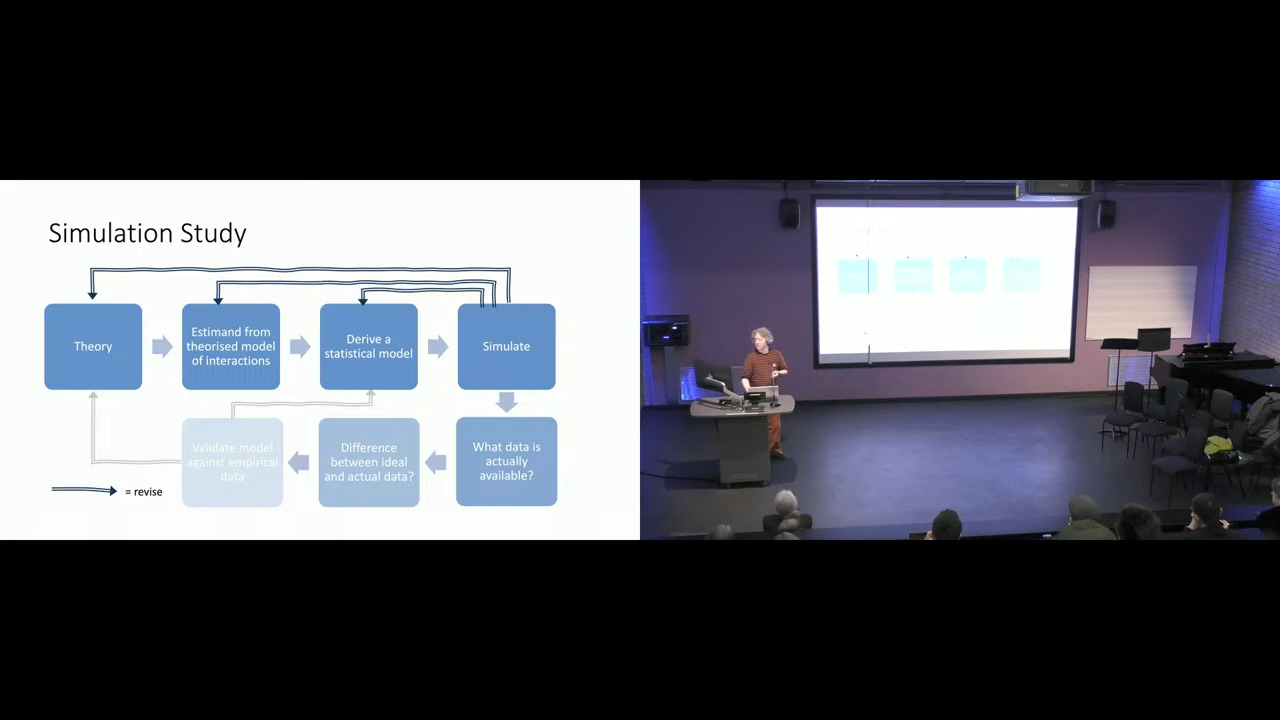 Simulation Study
Theory
Estimand from
theorised model
of interactions
Derive a
statistical model
Simulate
Validate model
against empirical
data
Difference
between ideal
and actual data?
What data is
actually
available?
= revise